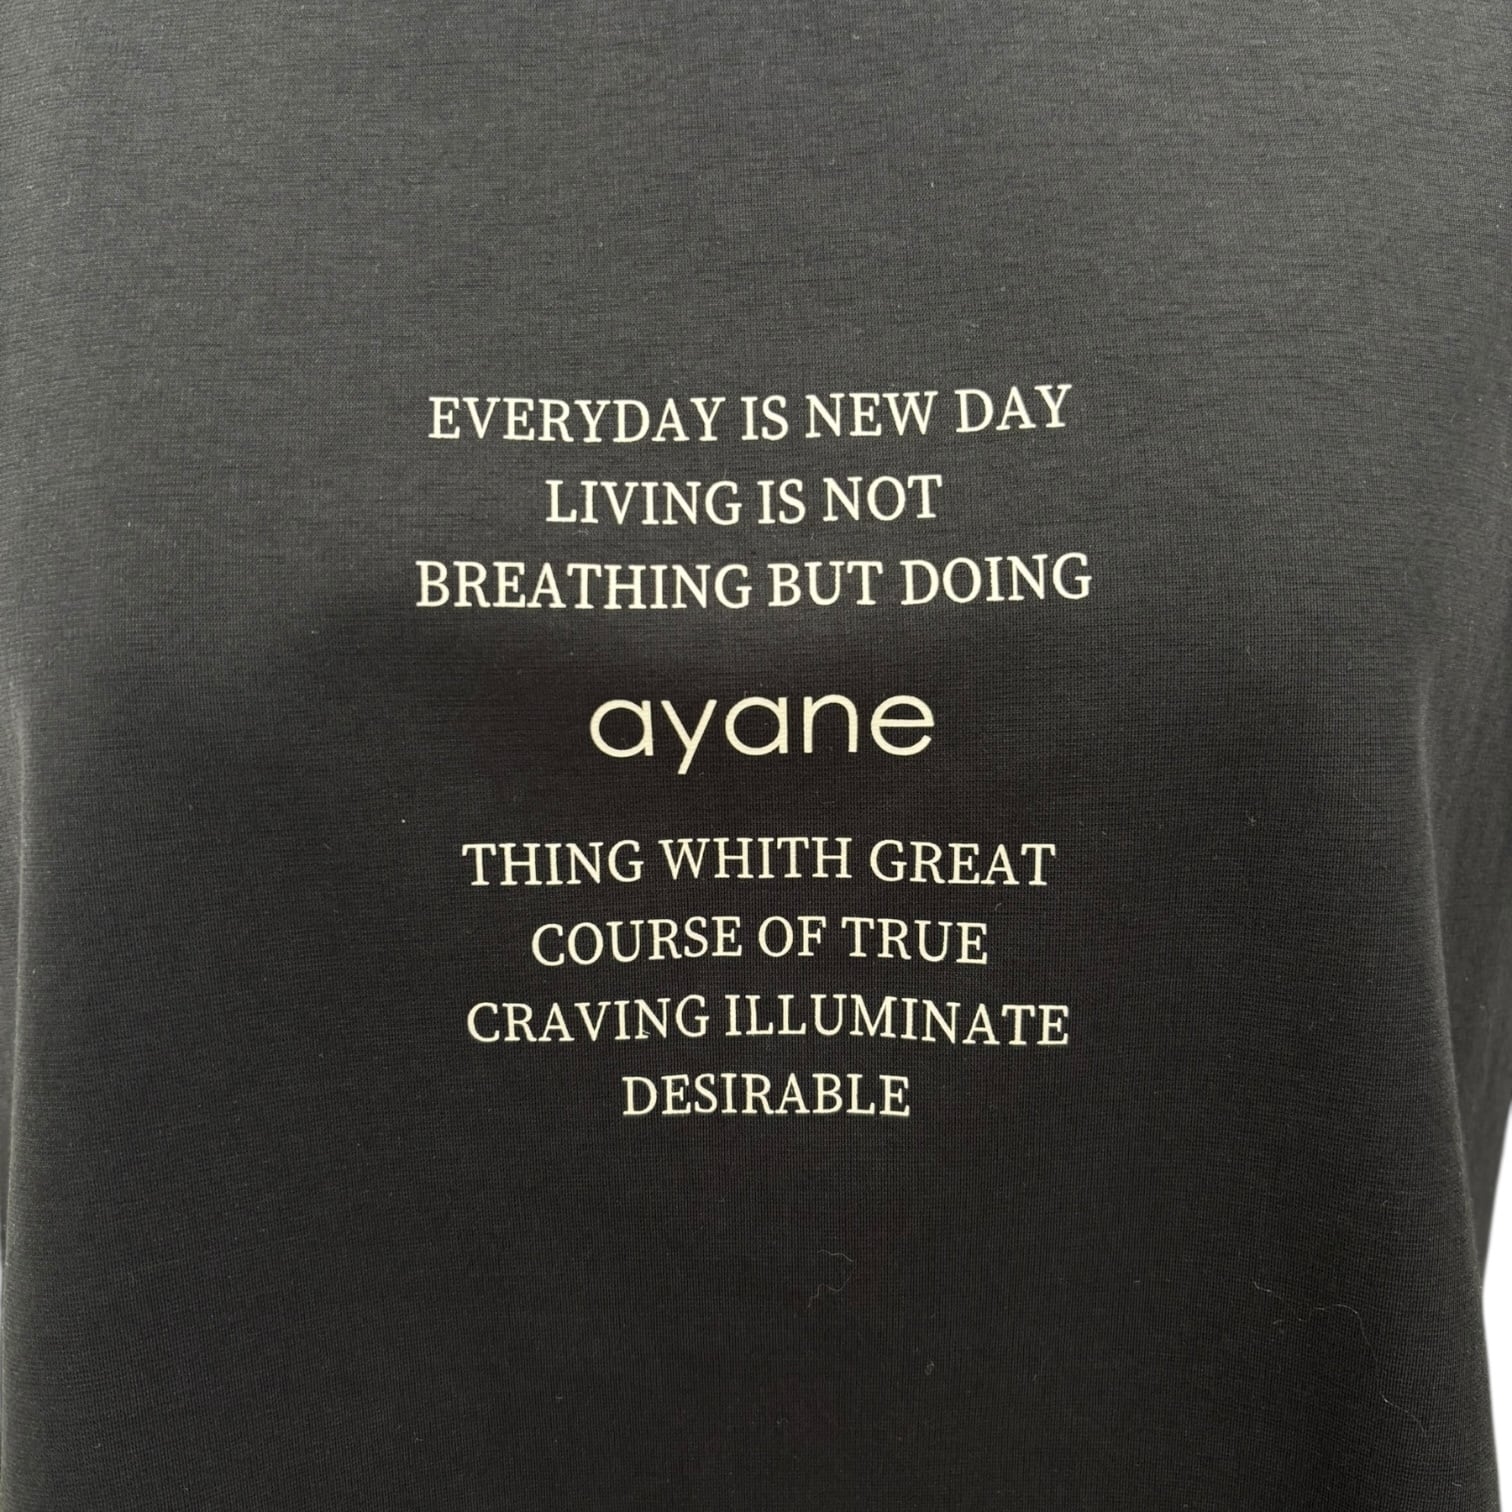 EVERYDAY IS NEW DAY
LIVING IS NOT
BREATHING BUT DOING
ayane
THING WHITH GREAT
COURSE OF TRUE
CRAVING ILLUMINATE
DESIRABLE